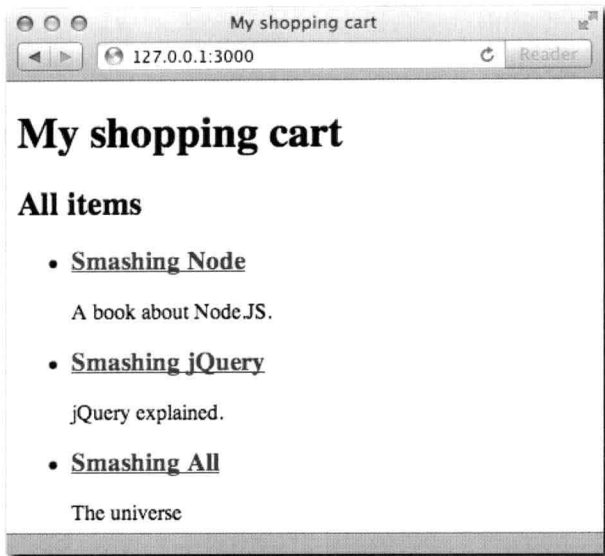 My shopping cart
127.0.0.1:3000
Reader
My shopping cart
All items
Smashing Node
A book about Node.JS.
Smashing jQuery
jQuery explained.
Smashing All
The universe